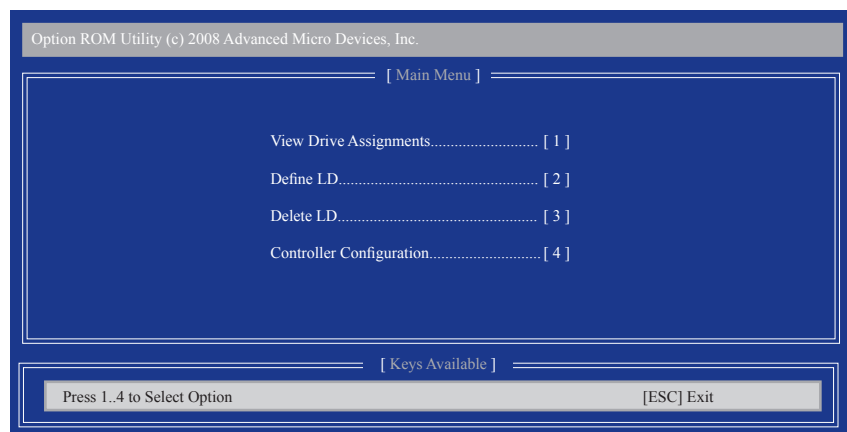 Option ROM Utility (c) 2008 Advanced Micro Devices, Inc.
[ Main Menu ]
View Drive Assignments........................... [ 1 ]
Define LD.................................................. [ 2 ]
Delete LD.................................................. [ 3 ]
Controller Configuration............................ [ 4 ]
[ Keys Available ]
Press 1..4 to Select Option [ESC] Exit